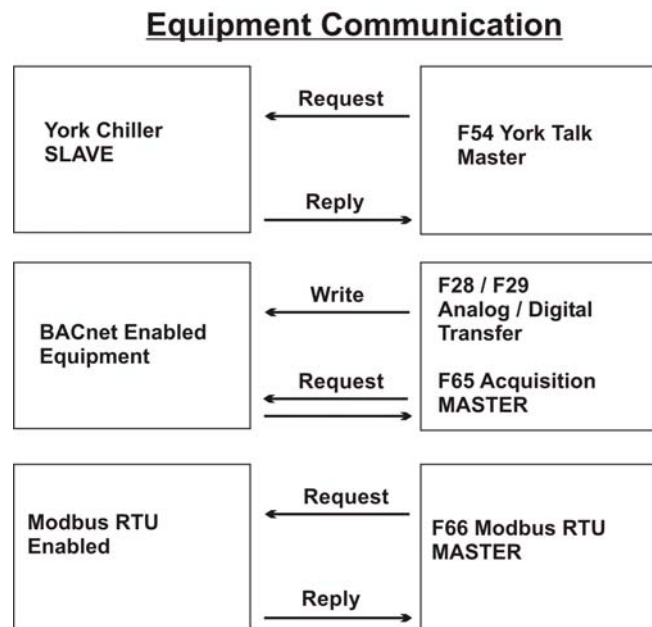 Equipment Communication
York Chiller
SLAVE
Request
Reply
F54 York Talk
Master
BACnet Enabled
Equipment
Write
Request
F28 / F29
Analog / Digital
Transfer
F65 Acquisition
MASTER
Modbus RTU
Enabled
Request
Reply
F66 Modbus RTU
MASTER